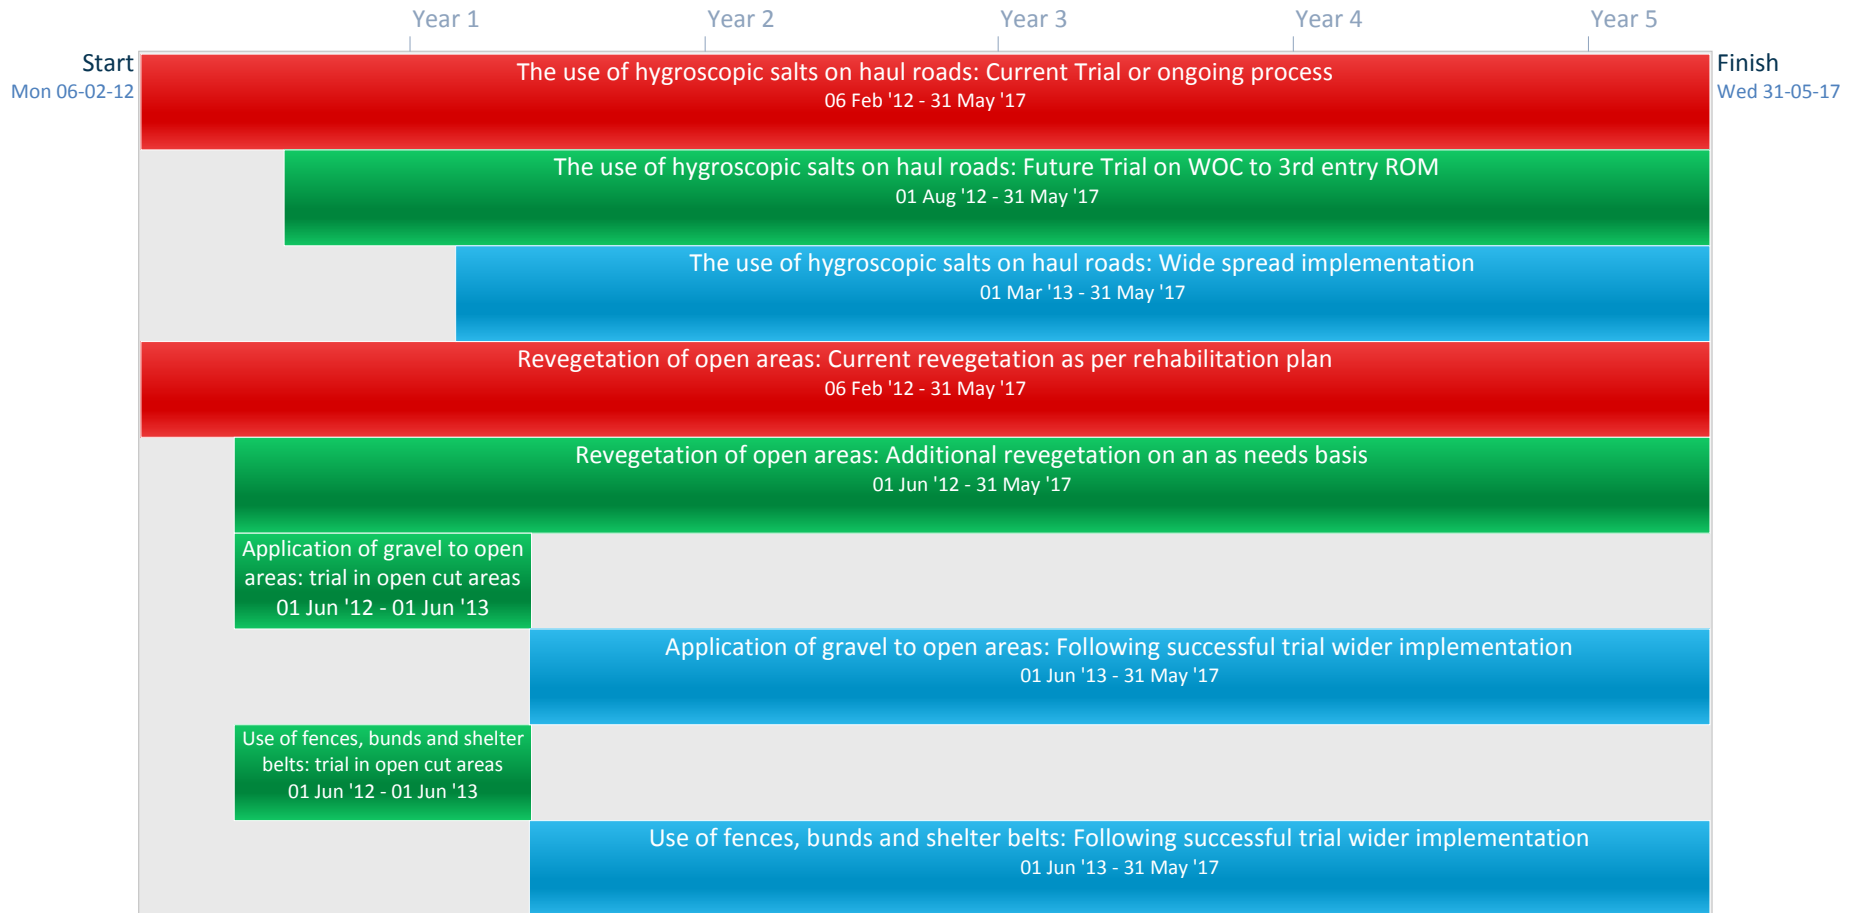 Year 1
Year 2
Year 3
Year 4
Year 5
Start
Mon 06-02-12
Finish
Wed 31-05-17
The use of hygroscopic salts on haul roads: Current Trial or ongoing process
06 Feb '12 - 31 May '17
The use of hygroscopic salts on haul roads: Future Trial on WOC to 3rd entry ROM
01 Aug '12 - 31 May '17
The use of hygroscopic salts on haul roads: Wide spread implementation
01 Mar '13 - 31 May '17
Revegetation of open areas: Current revegetation as per rehabilitation plan
06 Feb '12 - 31 May '17
Revegetation of open areas: Additional revegetation on an as needs basis
01 Jun '12 - 31 May '17
Application of gravel to open
areas: trial in open cut areas
01 Jun '12 - 01 Jun '13
Application of gravel to open areas: Following successful trial wider implementation
01 Jun '13 - 31 May '17
Use of fences, bunds and shelter
belts: trial in open cut areas
01 Jun '12 - 01 Jun '13
Use of fences, bunds and shelter belts: Following successful trial wider implementation
01 Jun '13 - 31 May '17